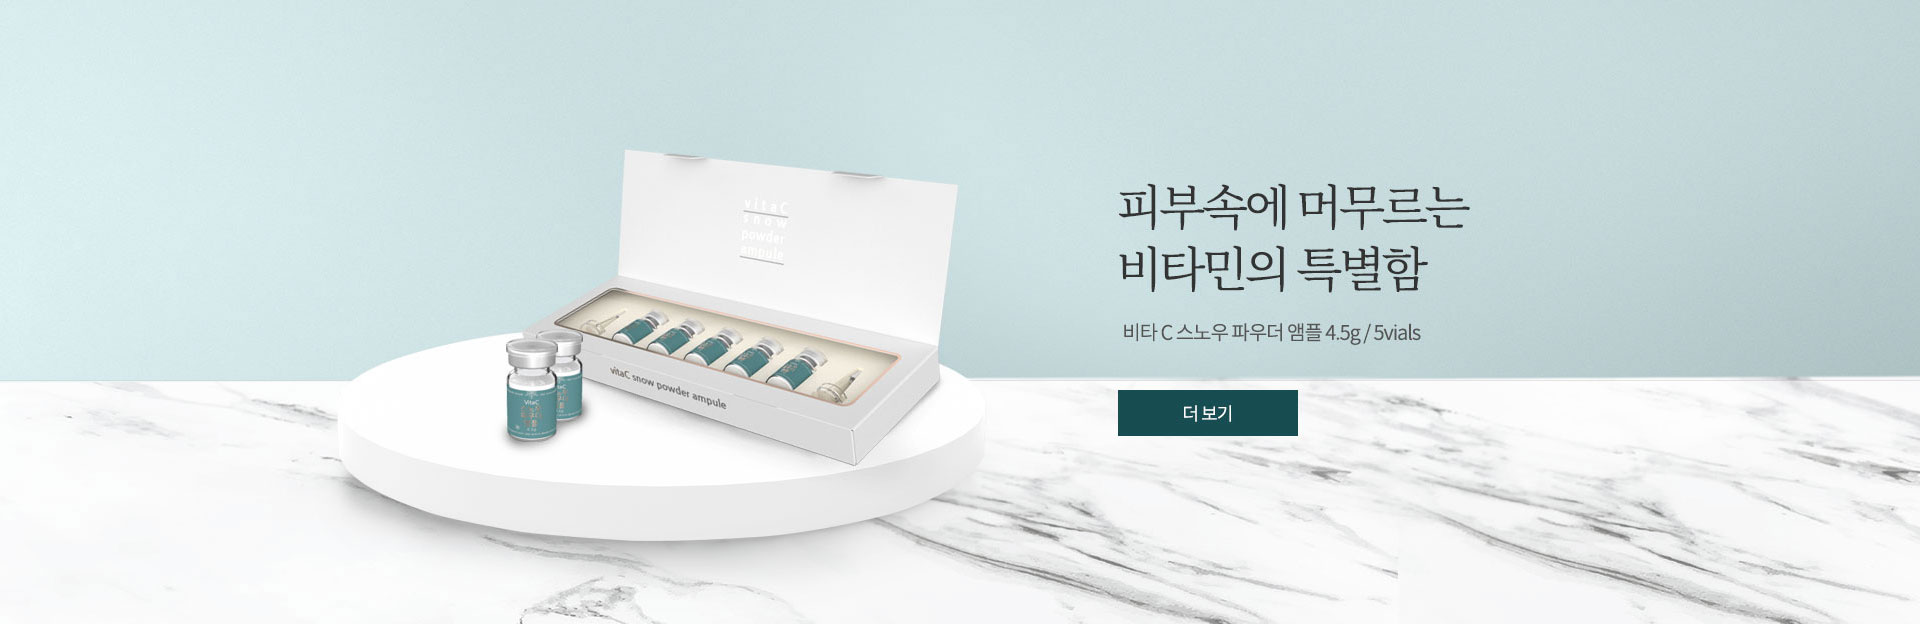 vitaC
snow
powder
ampule
vitaC snow powder ampule
VitaC
피부속에 머무르는
비타민의 특별함
비타 C 스노우 파우더 앰플 4.5g / 5vials
더 보기